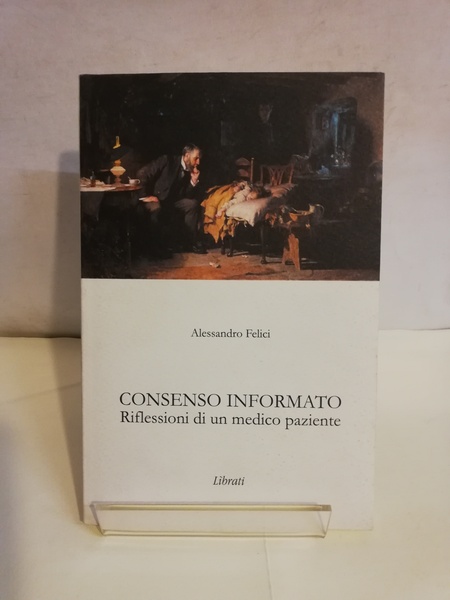 Alessandro Felici
CONSENSO INFORMATO
Riflessioni di un medico paziente
Librati